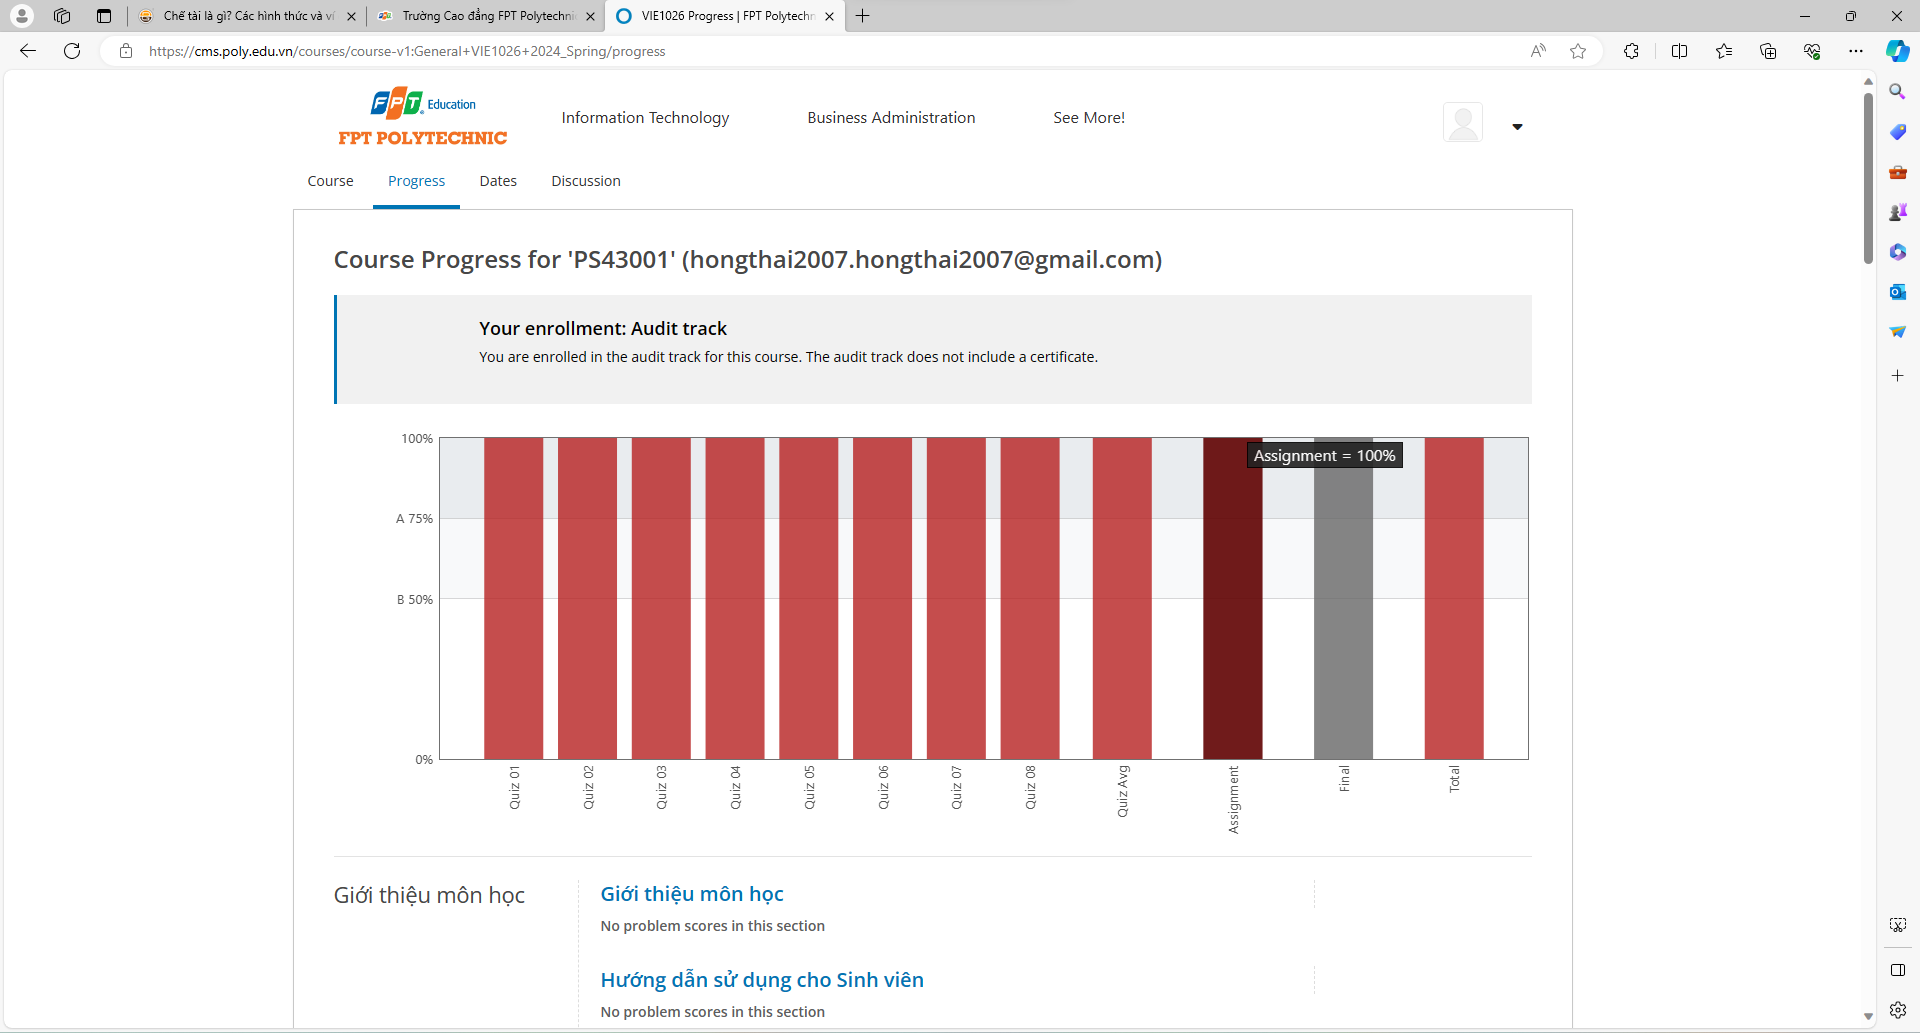 Chế tài là gì? Các hình thức và ví
Trường Cao đẳng FPT Polytechnic
VIE1026 Progress | FPT Polytechn
https://cms.poly.edu.vn/courses/course-v1:General+VIE1026+2024_Spring/progress
FPT Education
FPT POLYTECHNIC
Information Technology
Business Administration
See More!
Course
Progress
Dates
Discussion
Course Progress for 'PS43001' (hongthai2007.hongthai2007@gmail.com)
Your enrollment: Audit track
You are enrolled in the audit track for this course. The audit track does not include a certificate.
100%
Assignment = 100%
A 75%
B 50%
0%
Quiz 01
Quiz 02
Quiz 03
Quiz 04
Quiz 05
Quiz 06
Quiz 07
Quiz 08
Quiz Avg
Assignment
Final
Total
Giới thiệu môn học
Giới thiệu môn học
No problem scores in this section
Hướng dẫn sử dụng cho Sinh viên
No problem scores in this section